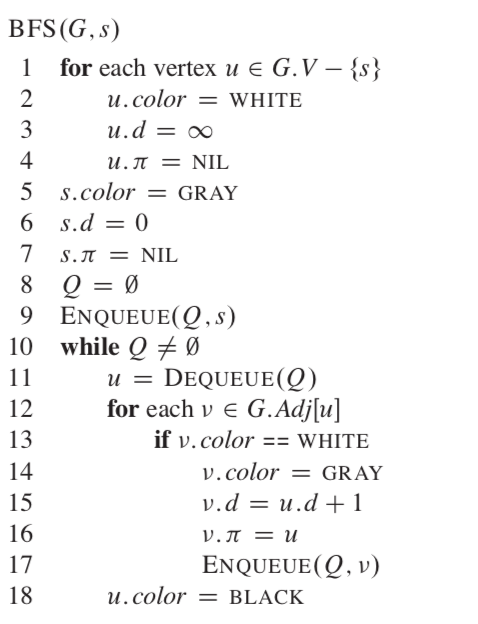 BFS(G, s)
1 for each vertex u ∈ G.V − {s}
2 u.color = WHITE
3 u.d = ∞
4 u.π = NIL
5 s.color = GRAY
6 s.d = 0
7 s.π = NIL
8 Q = ∅
9 ENQUEUE(Q, s)
10 while Q ≠ ∅
11 u = DEQUEUE(Q)
12 for each v ∈ G.Adj[u]
13 if v.color == WHITE
14 v.color = GRAY
15 v.d = u.d + 1
16 v.π = u
17 ENQUEUE(Q, v)
18 u.color = BLACK